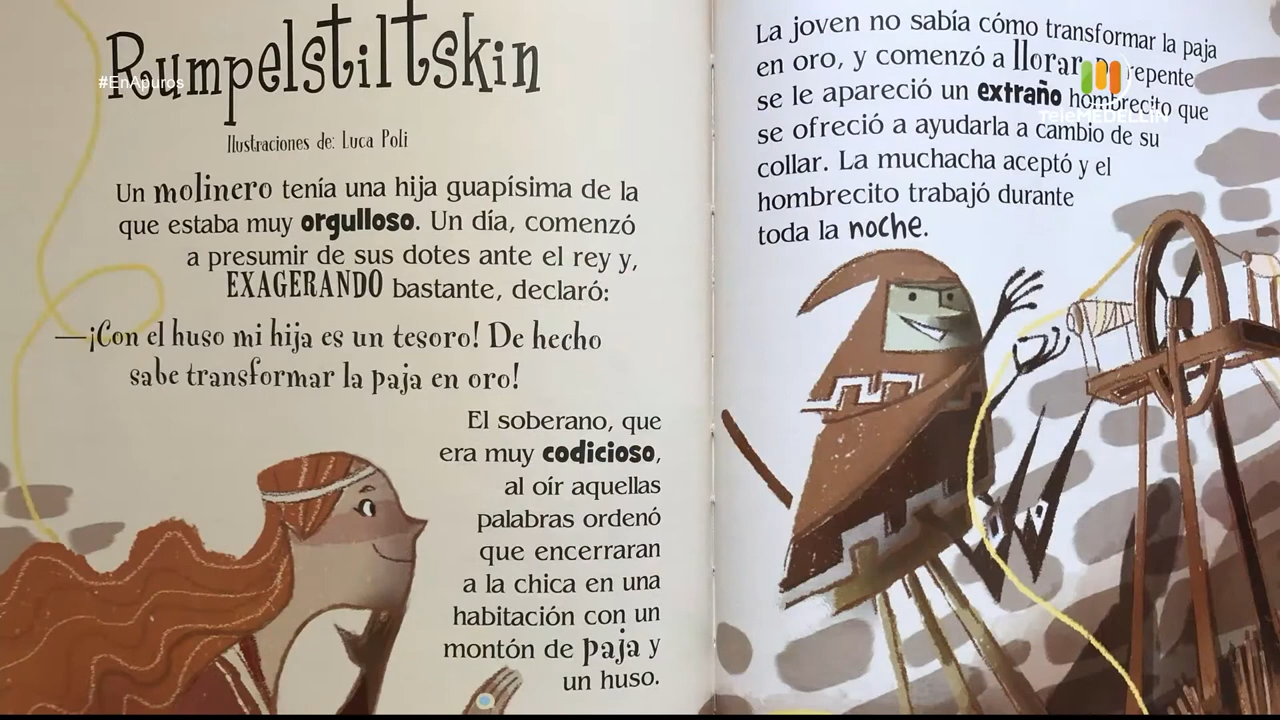 Rumpelstiltskin
#EnApuros
Ilustraciones de: Luca Poli
Un molinero tenía una hija guapísima de la
que estaba muy orgulloso. Un día, comenzó
a presumir de sus dotes ante el rey y,
EXAGERANDO bastante, declaró:
—¡Con el huso mi hija es un tesoro! De hecho
sabe transformar la paja en oro!
El soberano, que
era muy codicioso,
al oír aquellas
palabras ordenó
que encerraran
a la chica en una
habitación con un
montón de paja y
un huso.
La joven no sabía cómo transformar la paja
en oro, y comenzó a llorar. De repente
se le apareció un extraño hombrecito que
se ofreció a ayudarla a cambio de su
collar. La muchacha aceptó y el
hombrecito trabajó durante
toda la noche.
TeleMEDELLÍN